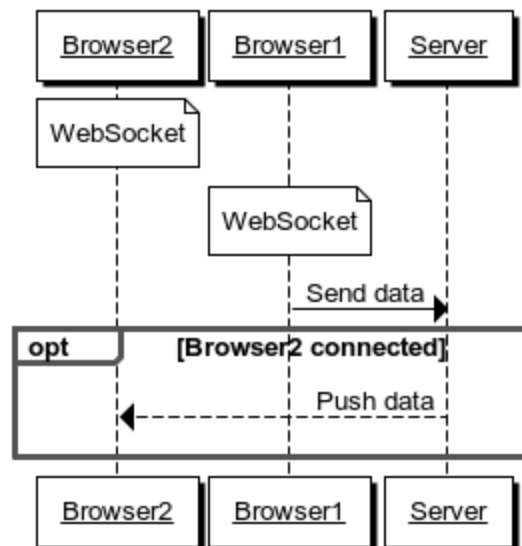 Browser2 Browser1 Server
WebSocket
WebSocket
Send data
opt [Browser2 connected]
Push data
Browser2 Browser1 Server